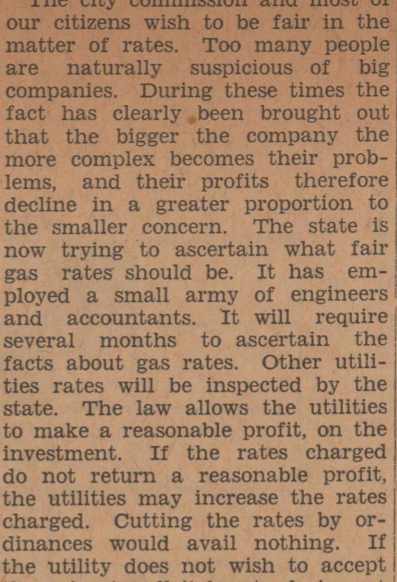 The city commission and most of
our citizens wish to be fair in the
matter of rates. Too many people
are naturally suspicious of big
companies. During these times the
fact has clearly been brought out
that the bigger the company the
more complex becomes their prob-
lems, and their profits therefore
decline in a greater proportion to
the smaller concern. The state is
now trying to ascertain what fair
gas rates should be. It has em-
ployed a small army of engineers
and accountants. It will require
several months to ascertain the
facts about gas rates. Other utili-
ties rates will be inspected by the
state. The law allows the utilities
to make a reasonable profit, on the
investment. If the rates charged
do not return a reasonable profit,
the utilities may increase the rates
charged. Cutting the rates by or-
dinances would avail nothing. If
the utility does not wish to accept